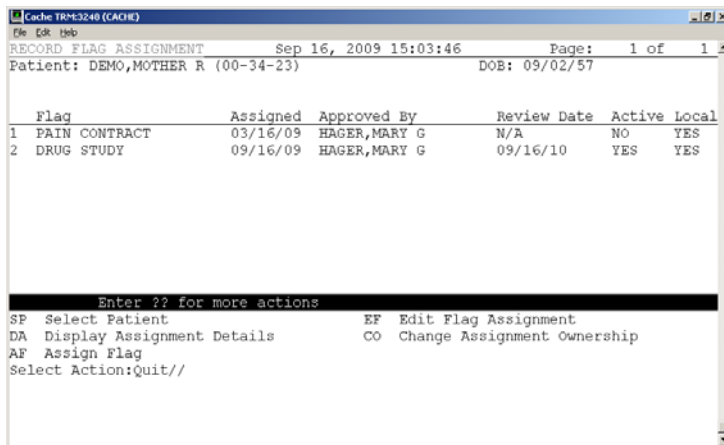 Cache TRM:3240 (CACHE)
File Edit Help
RECORD FLAG ASSIGNMENT Sep 16, 2009 15:03:46 Page: 1 of 1
Patient: DEMO,MOTHER R (00-34-23) DOB: 09/02/57
Flag Assigned Approved By Review Date Active Local
1 PAIN CONTRACT 03/16/09 HAGER,MARY G N/A NO YES
2 DRUG STUDY 09/16/09 HAGER,MARY G 09/16/10 YES YES
Enter ?? for more actions
SP Select Patient EF Edit Flag Assignment
DA Display Assignment Details CO Change Assignment Ownership
AF Assign Flag
Select Action:Quit//